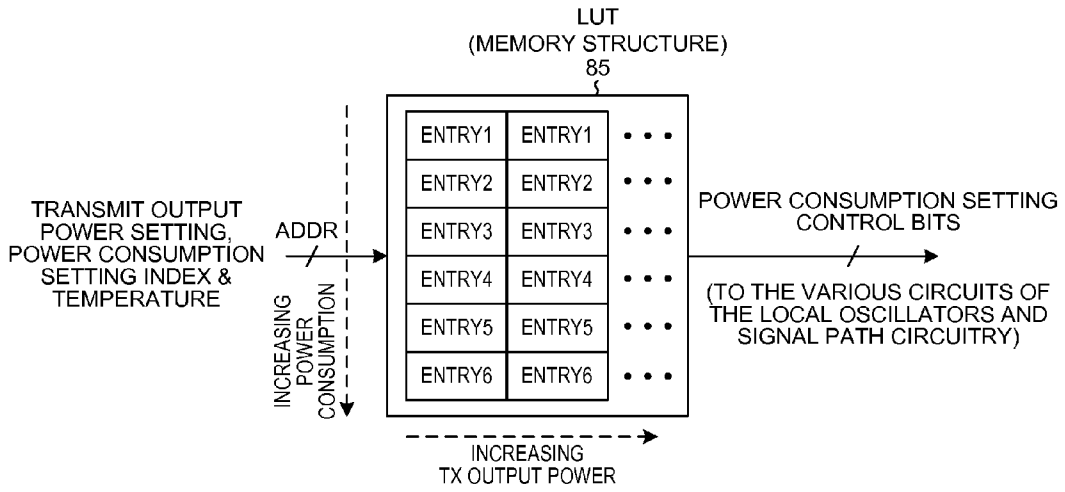 LUT
(MEMORY STRUCTURE)
85
TRANSMIT OUTPUT
POWER SETTING,
POWER CONSUMPTION
SETTING INDEX &
TEMPERATURE
ADDR
INCREASING
POWER
CONSUMPTION
ENTRY1 ENTRY1
ENTRY2 ENTRY2
ENTRY3 ENTRY3
ENTRY4 ENTRY4
ENTRY5 ENTRY5
ENTRY6 ENTRY6
INCREASING
TX OUTPUT POWER
POWER CONSUMPTION SETTING
CONTROL BITS
(TO THE VARIOUS CIRCUITS OF
THE LOCAL OSCILLATORS AND
SIGNAL PATH CIRCUITRY)